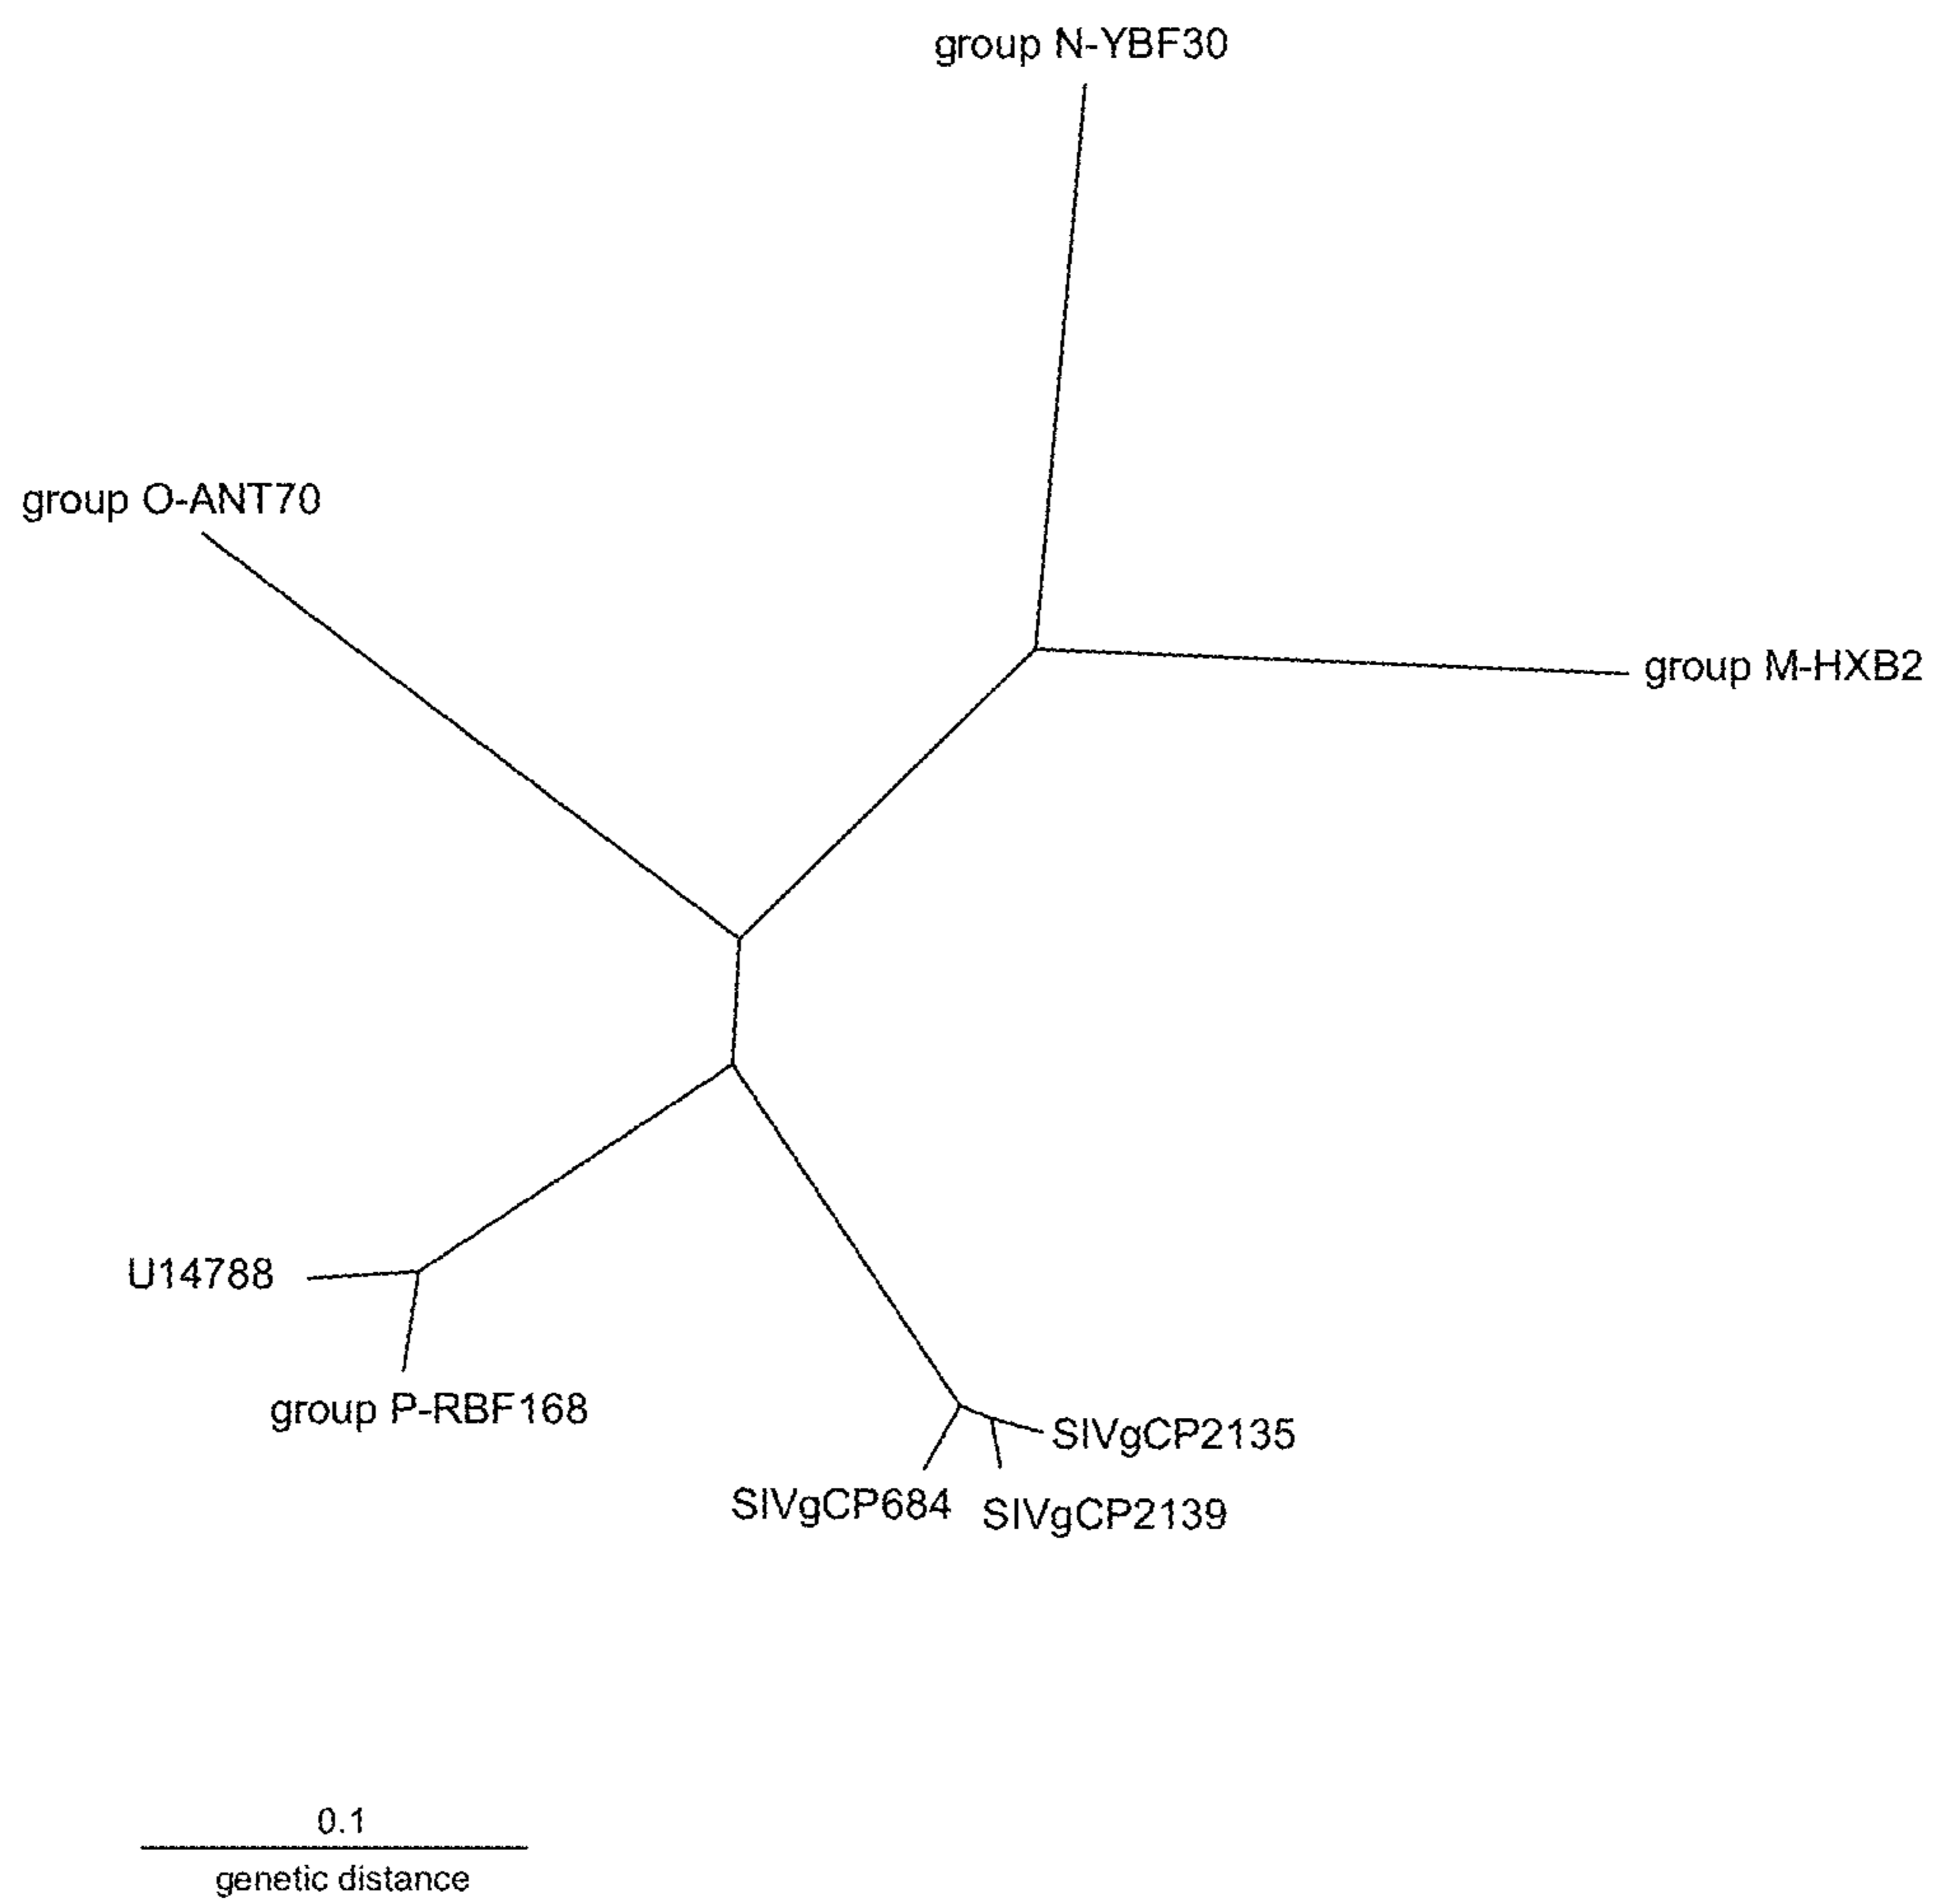 group N-YBF30
group O-ANT70
group M-HXB2
U14788
group P-RBF168
SIVgCP2135
SIVgCP684
SIVgCP2139
0.1
genetic distance